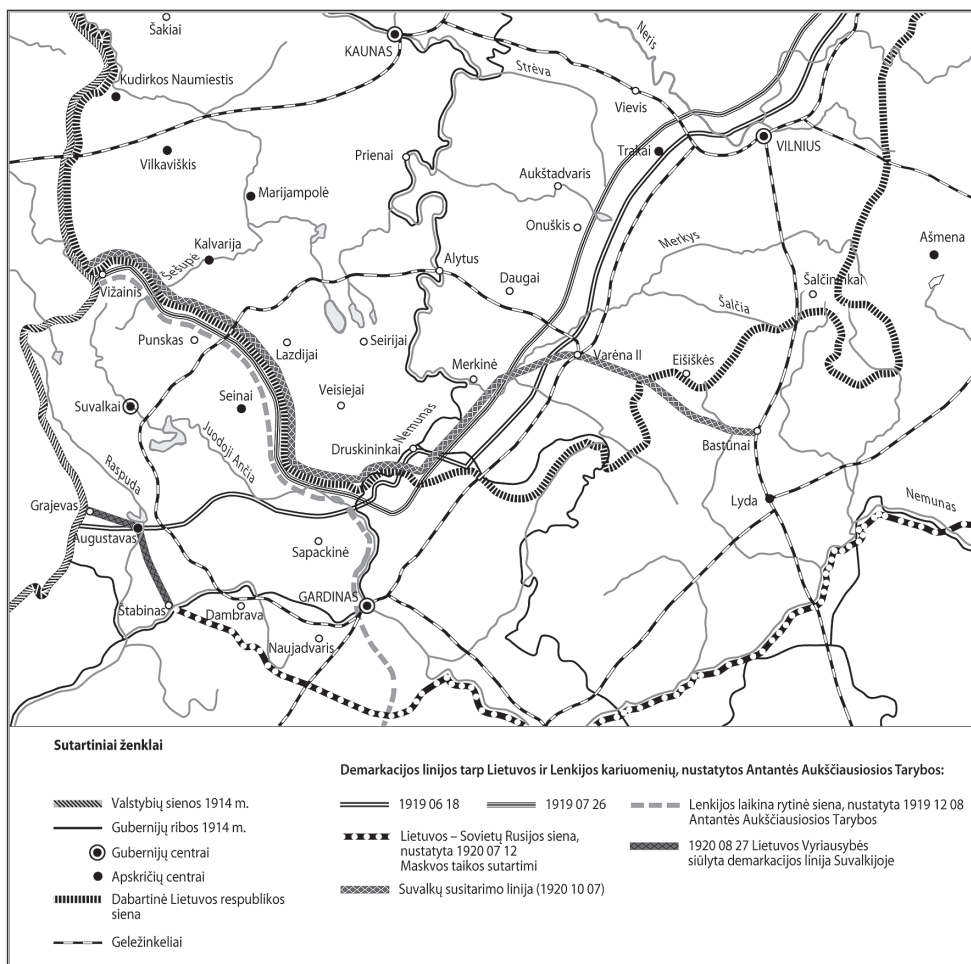 Šakiai
KAUNAS
Neris
Strėva
Kudirkos Naumiestis
Vievis
Vilkaviškis
Prienai
Trakai
VILNIUS
Aukštadvaris
Marijampolė
Onuškis
Kalvarija
Merkys
Ašmena
Šešupė
Alytus
Vižainis
Daugai
Šalčininkai
Šalčia
Punskas
Lazdijai
Seirijai
Varėna II
Merkinė
Eišiškės
Suvalkai
Seinai
Veisiejai
Nemunas
Druskininkai
Juodoji Ančia
Bastūnai
Raspuda
Grajevas
Lyda
Nemunas
Augustavas
Sapackinė
GARDINAS
Štabinas
Dambrava
Naujadvaris
Sutartiniai ženklai
Valstybių sienos 1914 m.
Gubernijų ribos 1914 m.
Gubernijų centrai
Apskričių centrai
Dabartinė Lietuvos respublikos
siena
Geležinkeliai
Demarkacijos linijos tarp Lietuvos ir Lenkijos kariuomenių, nustatytos Antantės Aukščiausiosios Tarybos:
1919 06 18
1919 07 26
Lenkijos laikina rytinė siena, nustatyta 1919 12 08
Antantės Aukščiausiosios Tarybos
Lietuvos – Sovietų Rusijos siena,
nustatyta 1920 07 12
Maskvos taikos sutartimi
1920 08 27 Lietuvos Vyriausybės
siūlyta demarkacijos linija Suvalkijoje
Suvalkų susitarimo linija (1920 10 07)